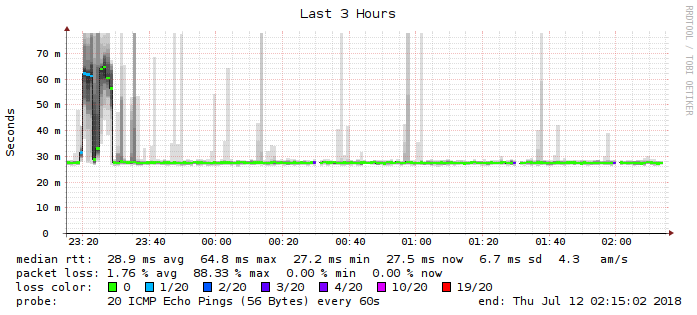 Last 3 Hours
RRDTOOL / TOBI OETIKER
Seconds
70 m
60 m
50 m
40 m
30 m
20 m
10 m
0
23:20 23:40 00:00 00:20 00:40 01:00 01:20 01:40 02:00
median rtt: 28.9 ms avg 64.8 ms max 27.2 ms min 27.5 ms now 6.7 ms sd 4.3 am/s
packet loss: 1.76 % avg 88.33 % max 0.00 % min 0.00 % now
loss color: 0 1/20 2/20 3/20 4/20 10/20 19/20
probe: 20 ICMP Echo Pings (56 Bytes) every 60s end: Thu Jul 12 02:15:02 2018